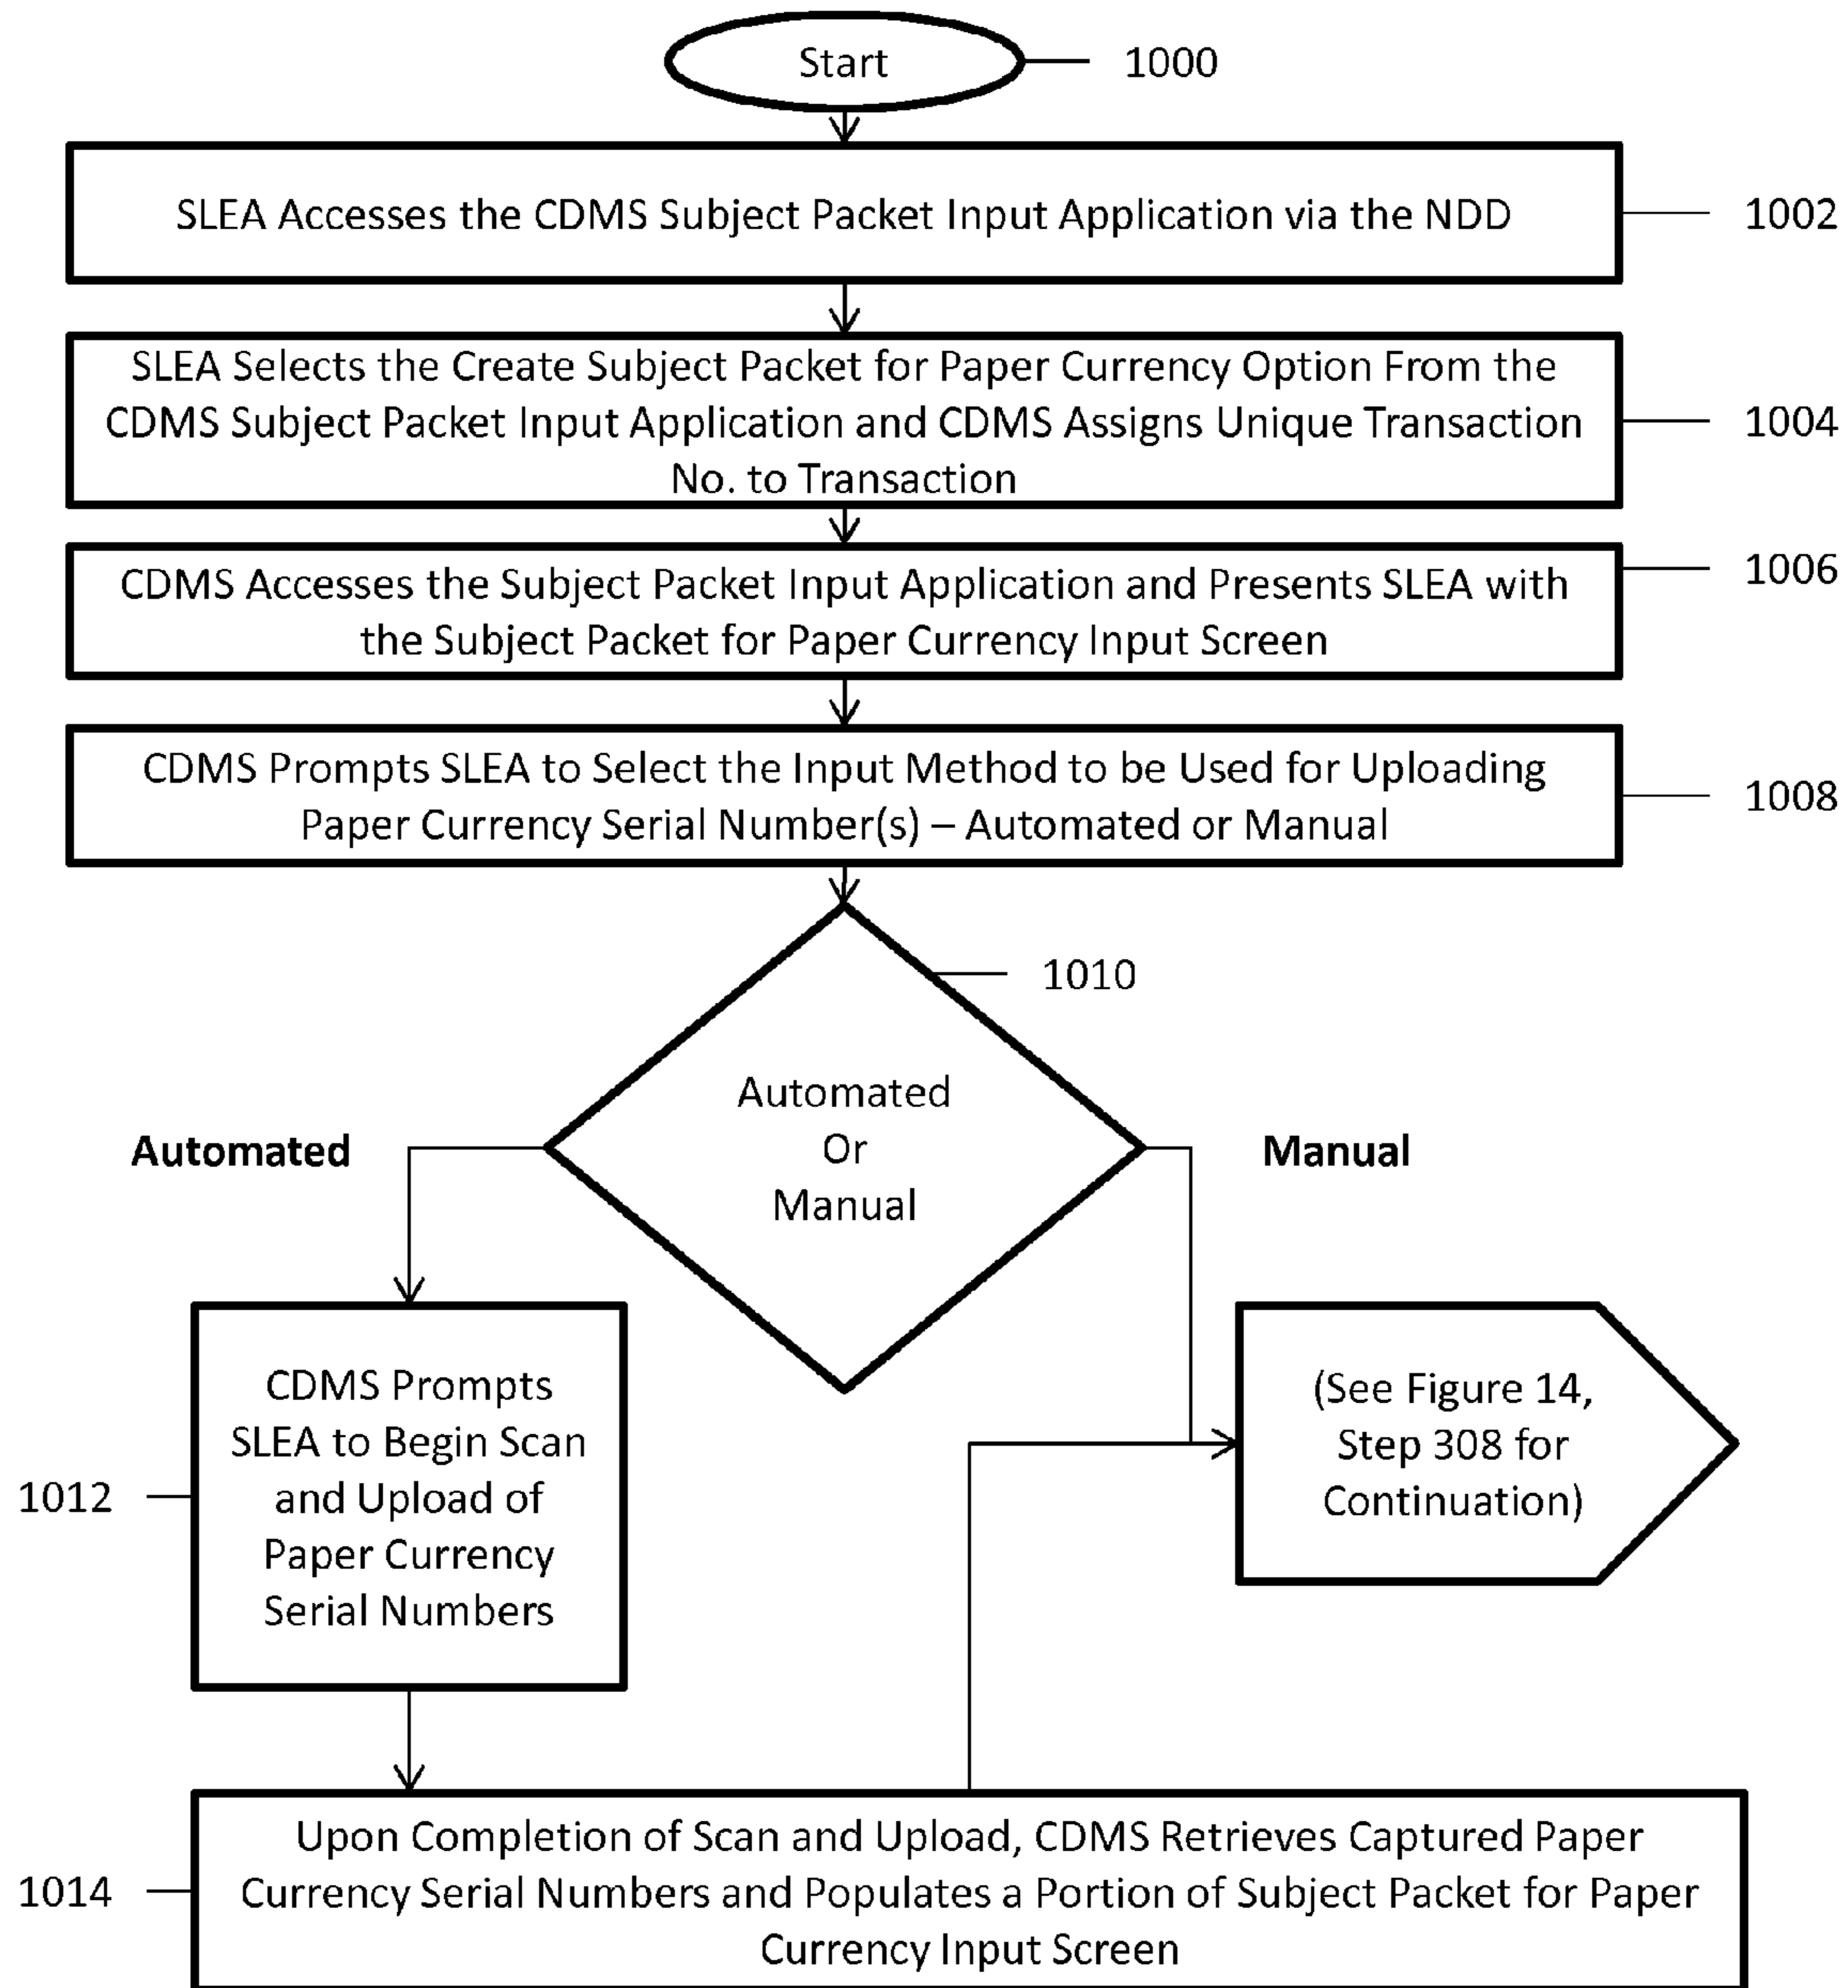 Start
1000
SLEA Accesses the CDMS Subject Packet Input Application via the NDD
1002
SLEA Selects the Create Subject Packet for Paper Currency Option From the
CDMS Subject Packet Input Application and CDMS Assigns Unique Transaction
No. to Transaction
1004
CDMS Accesses the Subject Packet Input Application and Presents SLEA with
the Subject Packet for Paper Currency Input Screen
1006
CDMS Prompts SLEA to Select the Input Method to be Used for Uploading
Paper Currency Serial Number(s) – Automated or Manual
1008
1010
Automated
Or
Manual
Automated
Manual
CDMS Prompts
SLEA to Begin Scan
and Upload of
Paper Currency
Serial Numbers
1012
(See Figure 14,
Step 308 for
Continuation)
Upon Completion of Scan and Upload, CDMS Retrieves Captured Paper
Currency Serial Numbers and Populates a Portion of Subject Packet for Paper
Currency Input Screen
1014